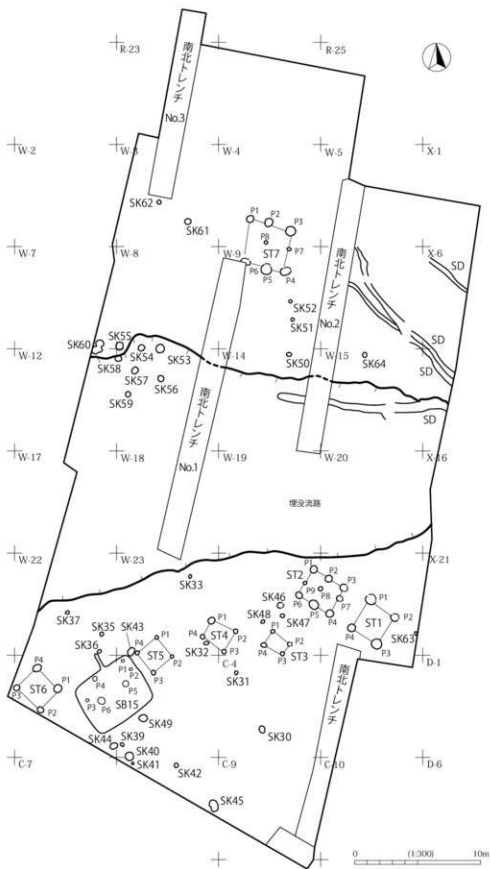 R-23
R-25
南北トレンチ
No.3
W-2
W-3
W-4
W-5
X-1
SK62
SK61
P1
P2
P3
P8
P7
ST7
P6
P5
P4
南北トレンチ
No.2
W-7
W-8
W-9
X-6
SD
SK52
SK51
SK60
SK55
SK54
SK53
SK58
SK57
SK56
SK59
W-12
W-14
W-15
SK50
SK64
SD
SD
SD
南北トレンチ
No.1
W-17
W-18
W-19
W-20
X-16
埋没流路
W-22
W-23
X-21
SK33
P1
P2
P3
ST2
P9
P8
P7
P6
P5
P4
SK46
SK47
SK48
P1
P2
P4
P3
ST1
SK63
SK37
SK35
SK36
SK43
P1
P2
P4
P3
ST4
SK32
C-4
P1
P2
P4
P3
ST3
D-1
P1
P2
P3
ST5
P4
P1
P3
P2
ST6
P1
P2
P4
P5
P3
P6
SB15
SK31
SK49
SK30
SK44
SK39
SK40
SK41
SK42
SK45
C-7
C-9
C-10
D-6
南北トレンチ
0
(1:300)
10m